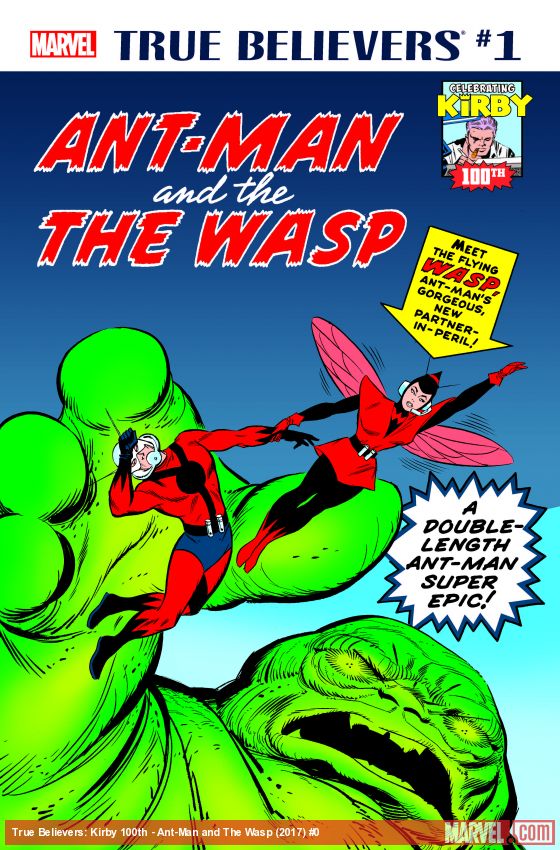 MARVEL TRUE BELIEVERS® #1
CELEBRATING
KIRBY
100TH
ANT-MAN
and the
THE WASP
MEET
THE FLYING
WASP,
ANT-MAN'S
GORGEOUS,
NEW
PARTNER-
IN-PERIL!
A
DOUBLE-
LENGTH
ANT-MAN
SUPER
EPIC!
True Believers: Kirby 100th - Ant-Man and The Wasp (2017) #0
MARVEL.com